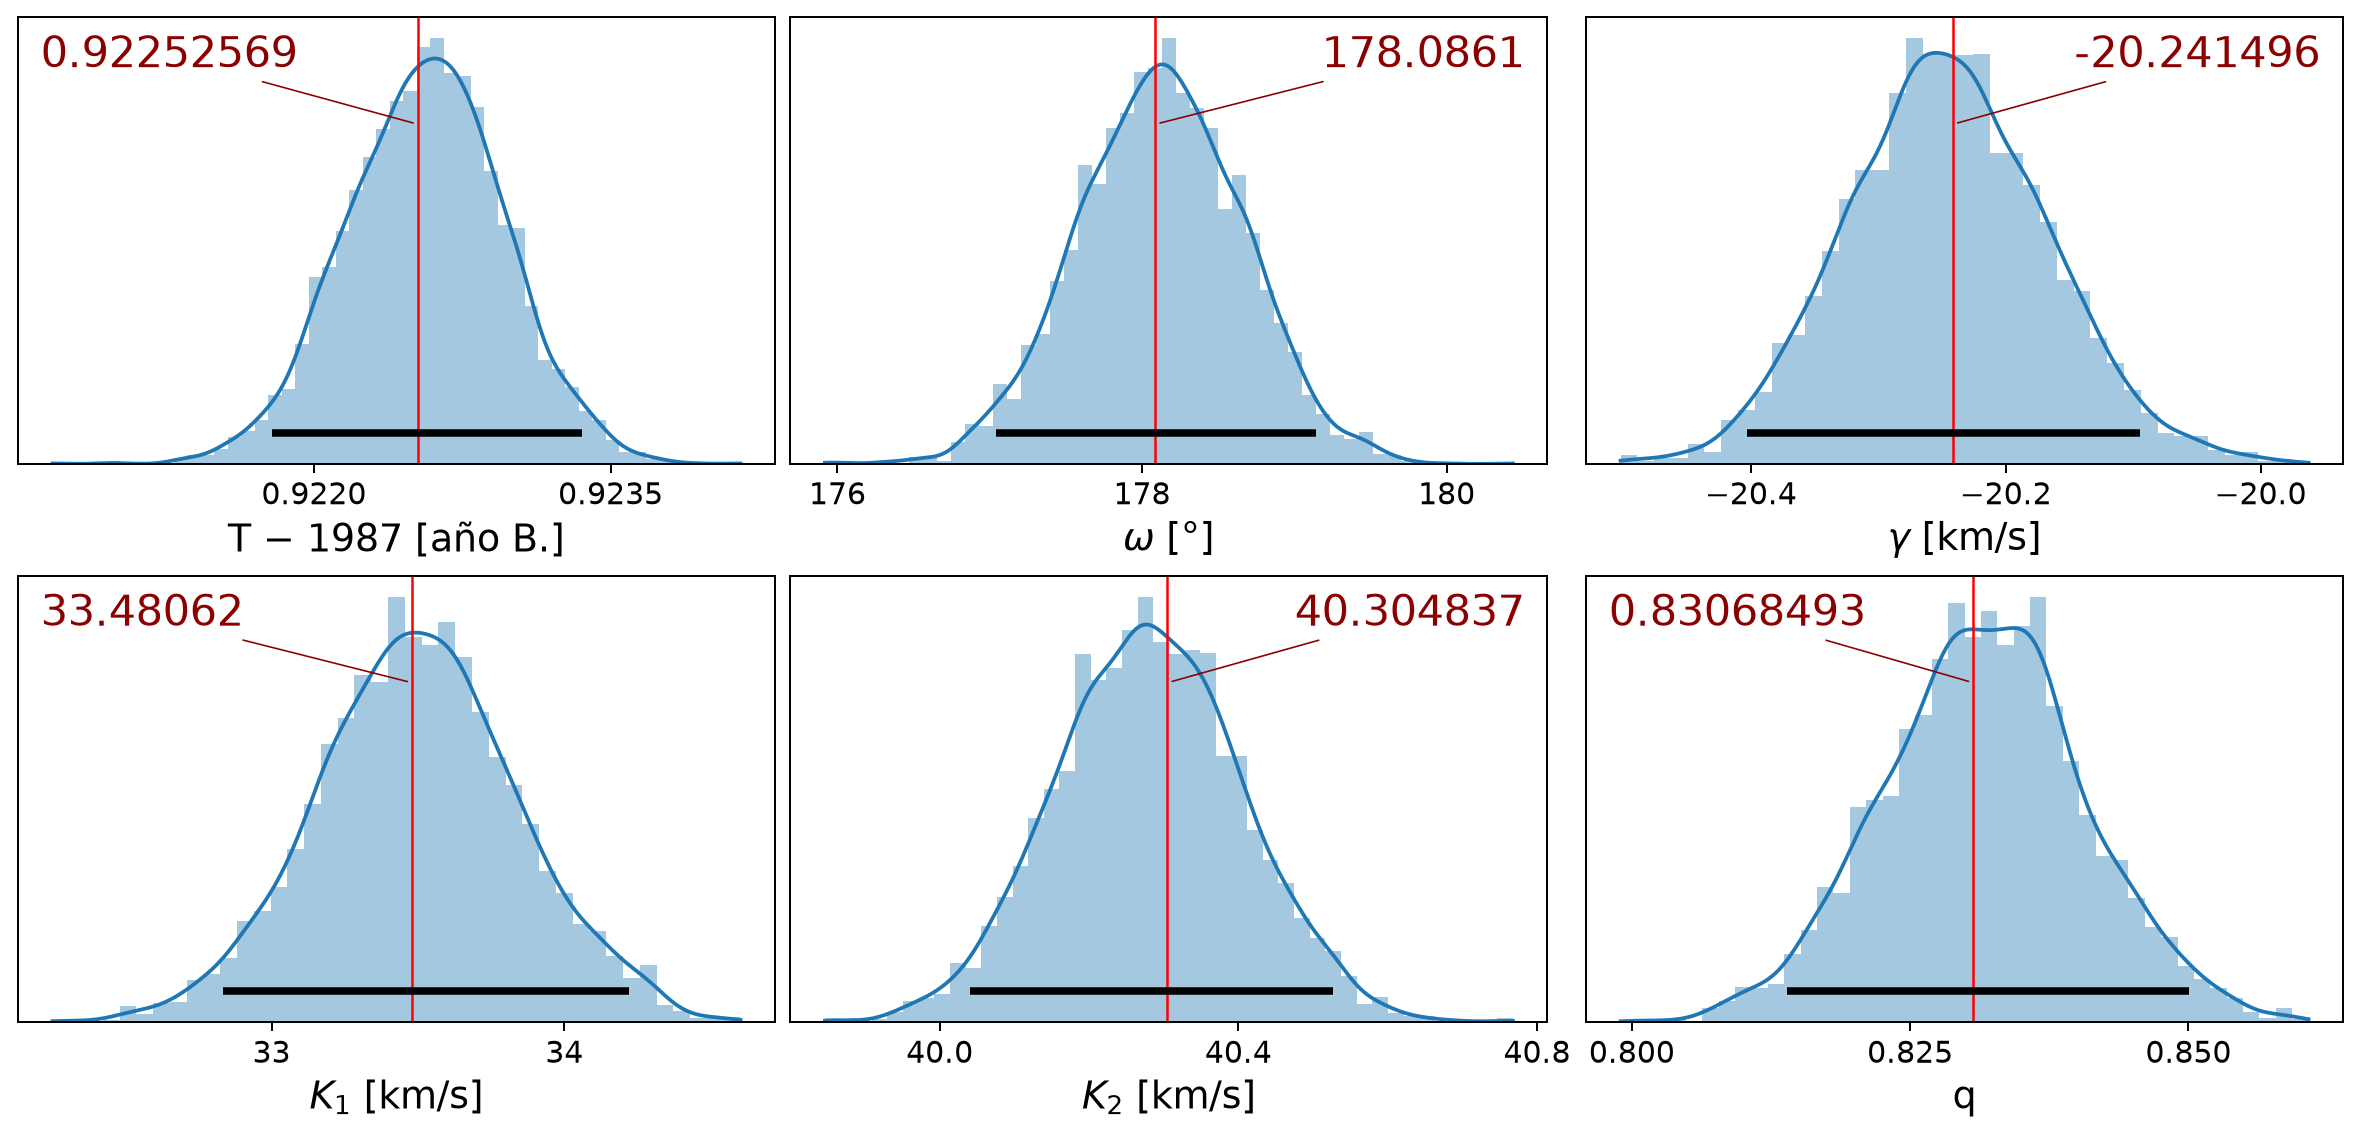 0.92252569
178.0861
-20.241496
0.9220 0.9235
176 178 180
−20.4 −20.2 −20.0
T − 1987 [año B.]
ω [°]
γ [km/s]
33.48062
40.304837
0.83068493
33 34
40.0 40.4 40.8
0.800 0.825 0.850
K₁ [km/s]
K₂ [km/s]
q